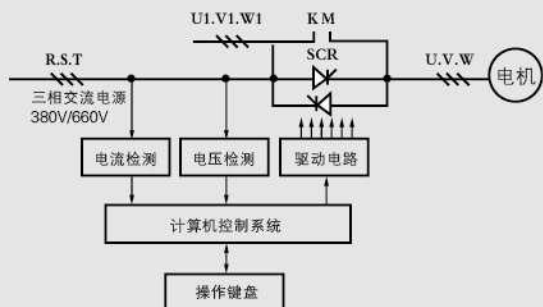 U1.V1.W1
KM
R.S.T
SCR
U.V.W
电机
三相交流电源
380V/660V
电流检测
电压检测
驱动电路
计算机控制系统
操作键盘